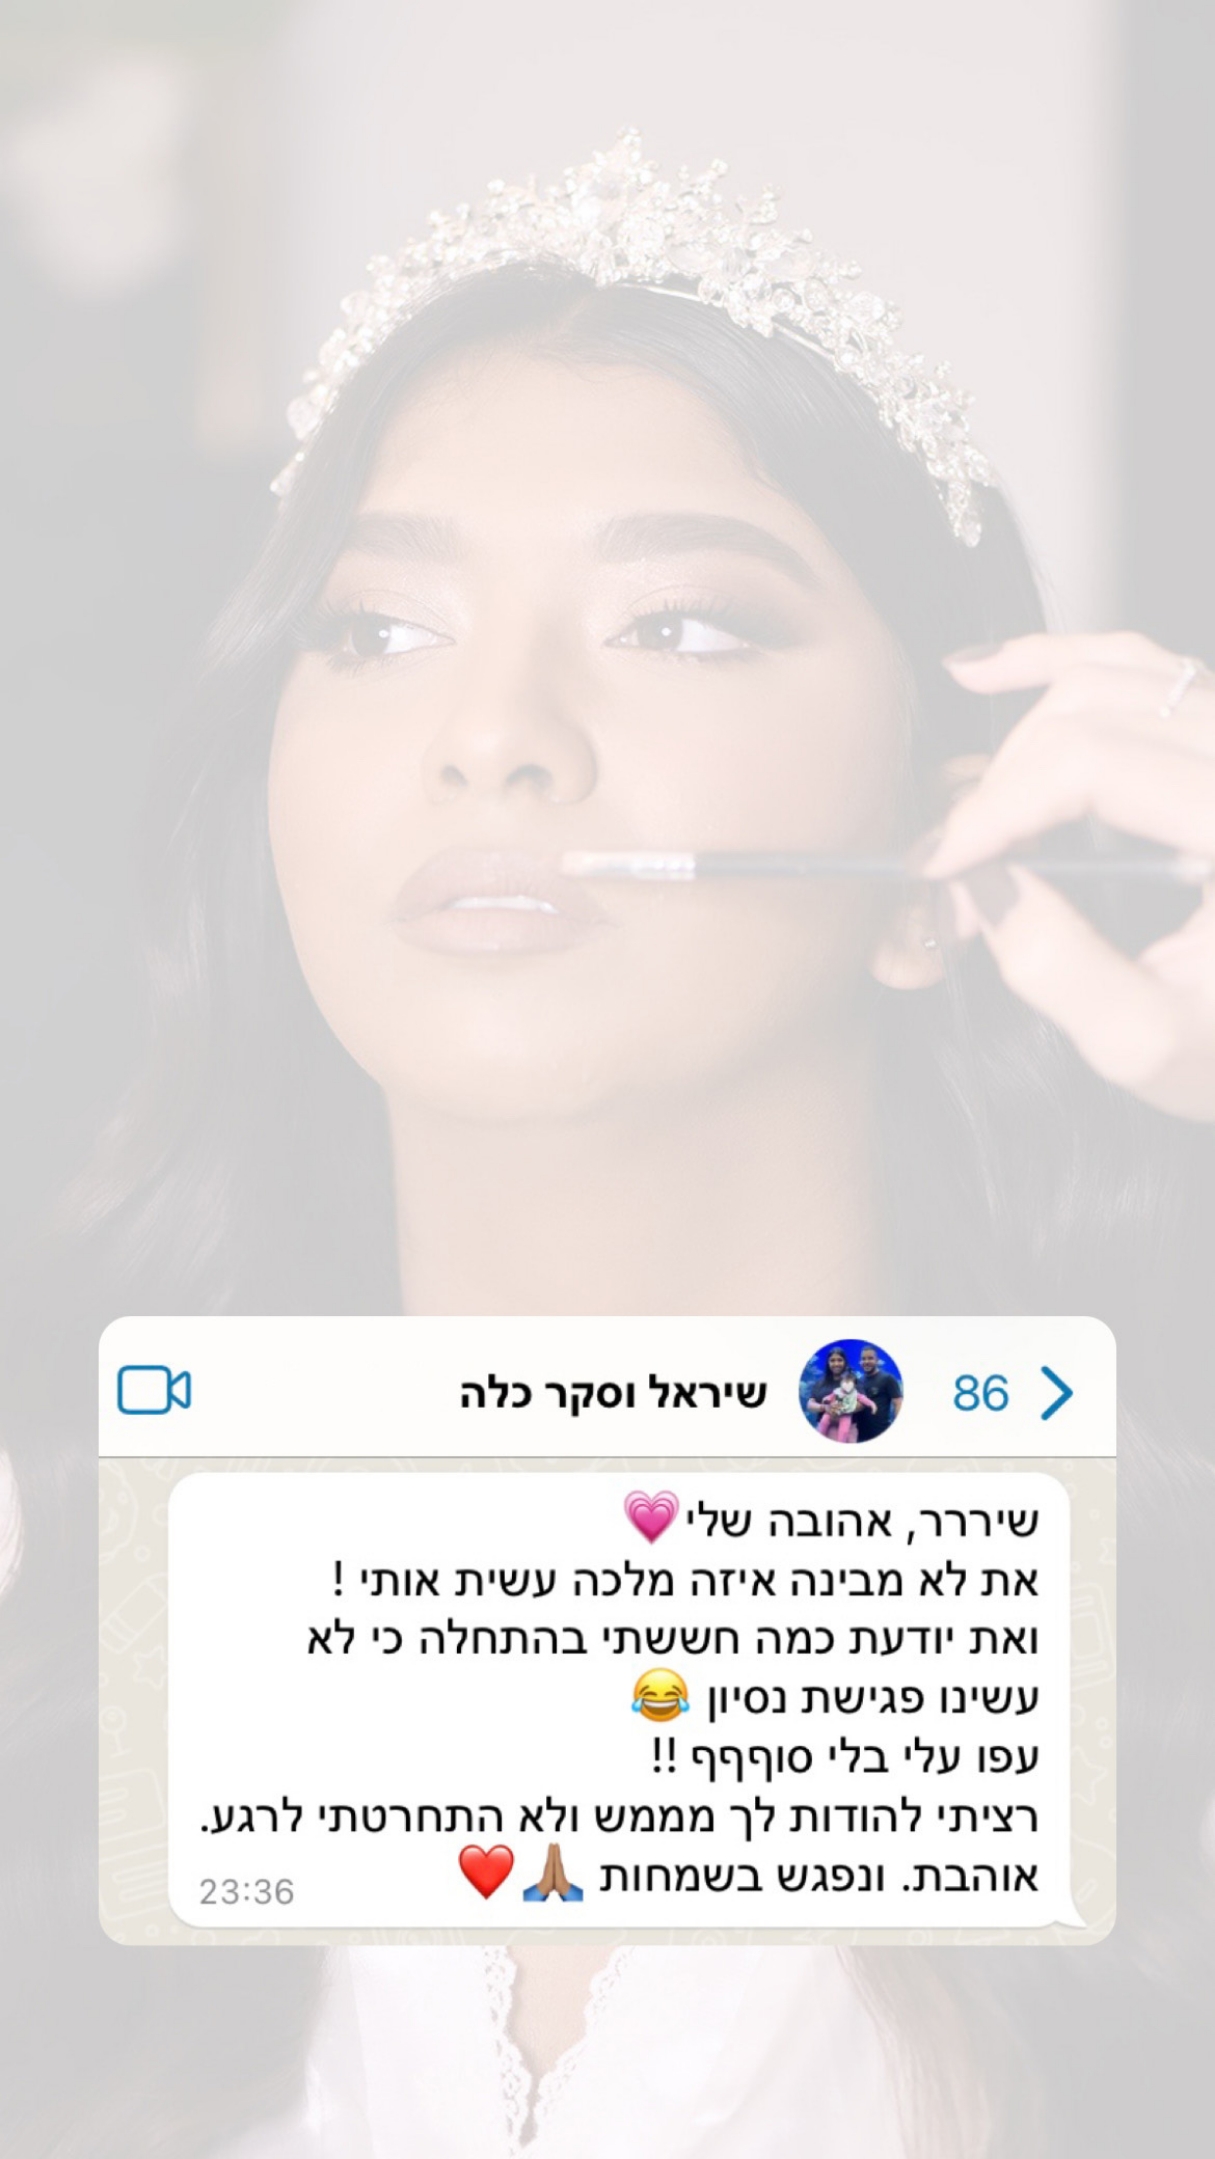 שיראל וסקר כלה 86
שירררר, אהובה שלי💗
את לא מבינה איזה מלכה עשית אותי !
ואת יודעת כמה חששתי בהתחלה כי לא
עשינו פגישת נסיון 😂
עפו עלי בלי סוףףףף !!
רציתי להודות לך מממש ולא התחרטתי לרגע.
אוהבת. ונפגש בשמחות 🙏🏽❤️
23:36